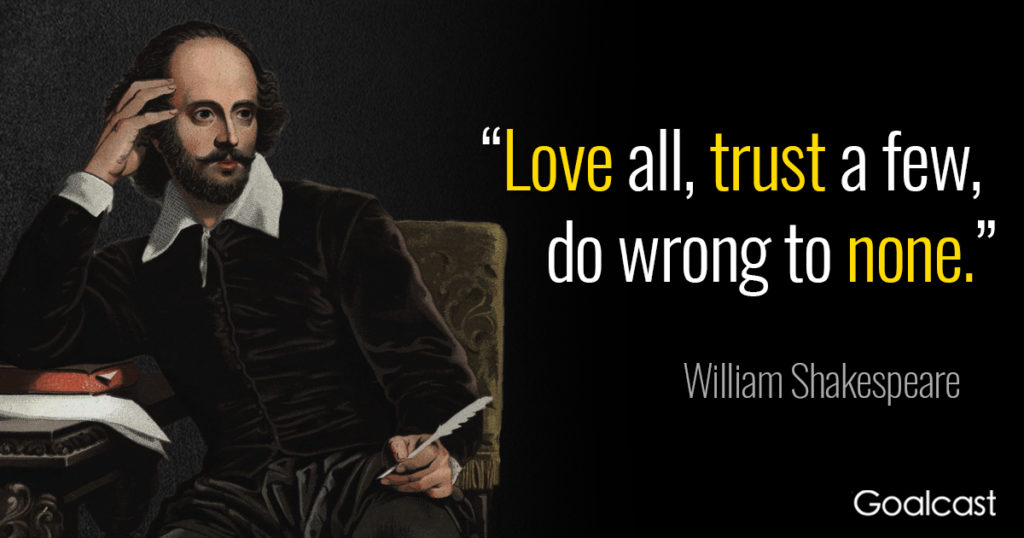 “Love all, trust a few,
do wrong to none.”
William Shakespeare
Goalcast